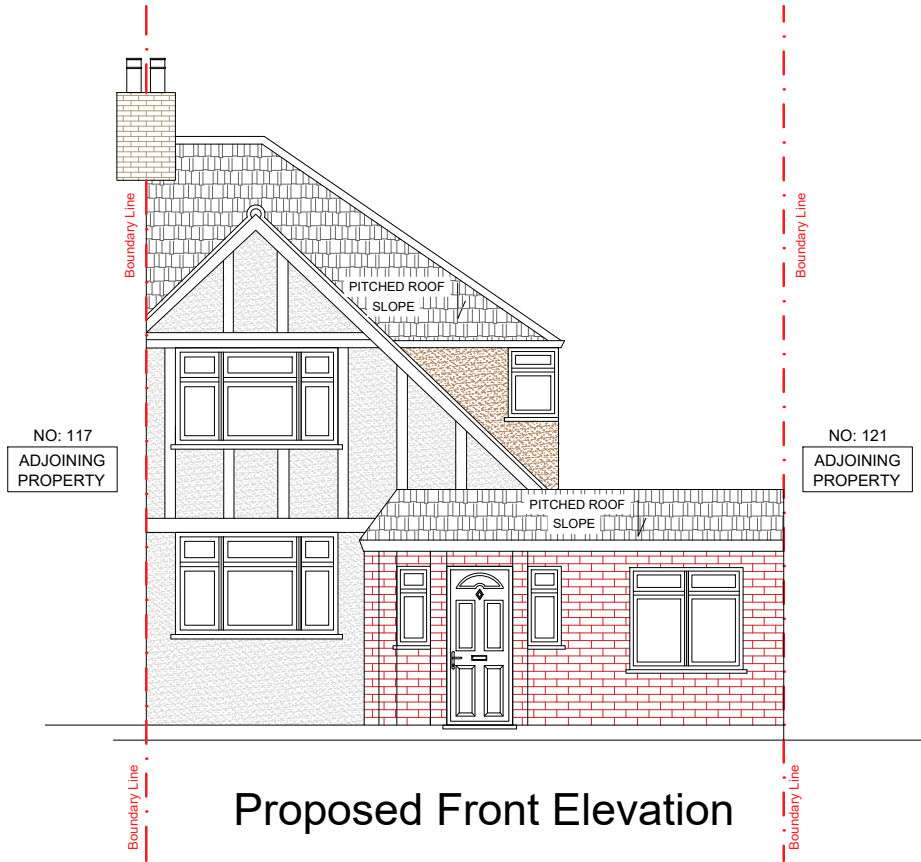 Boundary Line
Boundary Line
PITCHED ROOF
SLOPE
NO: 117
ADJOINING
PROPERTY
NO: 121
ADJOINING
PROPERTY
PITCHED ROOF
SLOPE
Boundary Line
Boundary Line
Proposed Front Elevation